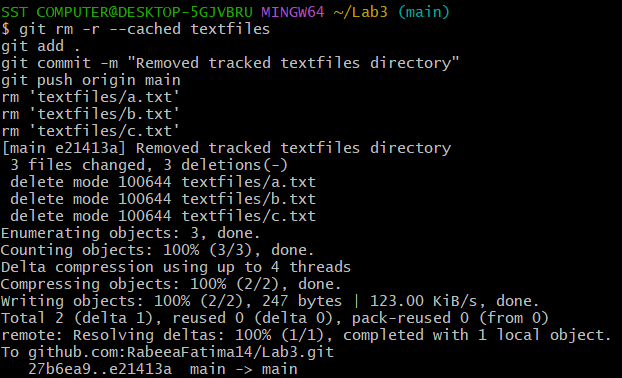 SST COMPUTER@DESKTOP-5GJVBRU MINGW64 ~/Lab3 (main)
$ git rm -r --cached textfiles
git add .
git commit -m "Removed tracked textfiles directory"
git push origin main
rm 'textfiles/a.txt'
rm 'textfiles/b.txt'
rm 'textfiles/c.txt'
[main e21413a] Removed tracked textfiles directory
 3 files changed, 3 deletions(-)
 delete mode 100644 textfiles/a.txt
 delete mode 100644 textfiles/b.txt
 delete mode 100644 textfiles/c.txt
Enumerating objects: 3, done.
Counting objects: 100% (3/3), done.
Delta compression using up to 4 threads
Compressing objects: 100% (2/2), done.
Writing objects: 100% (2/2), 247 bytes | 123.00 KiB/s, done.
Total 2 (delta 1), reused 0 (delta 0), pack-reused 0 (from 0)
remote: Resolving deltas: 100% (1/1), completed with 1 local object.
To github.com:RabeeaFatima14/Lab3.git
   27b6ea9..e21413a  main -> main